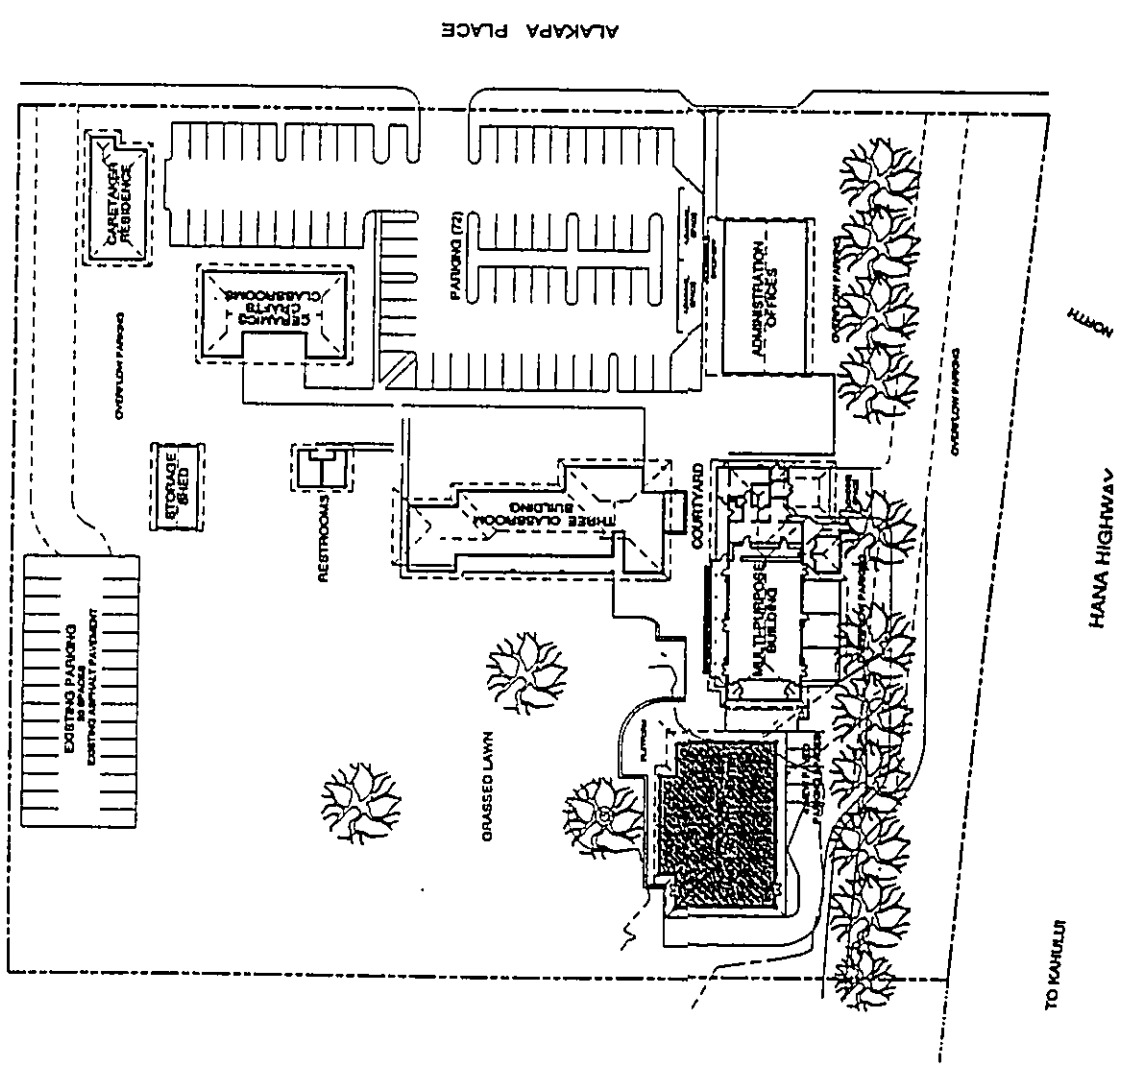 ALAKAPA PLACE
CARETAKER
RESIDENCE
CERAMICS
CRAFTS
CLASSROOMS
PARKING (72)
ADMINISTRATION
OFFICES
OVERFLOW PARKING
OVERFLOW PARKING
OVERFLOW PARKING
NORTH
STORAGE
SHED
RESTROOMS
THREE CLASSROOM
BUILDING
COURTYARD
MULTI-PURPOSE
BUILDING
HANA HIGHWAY
EXISTING PARKING
EXISTING ASPHALT PAVEMENT
GRASSED LAWN
PLATFORM
TO KAHULUI